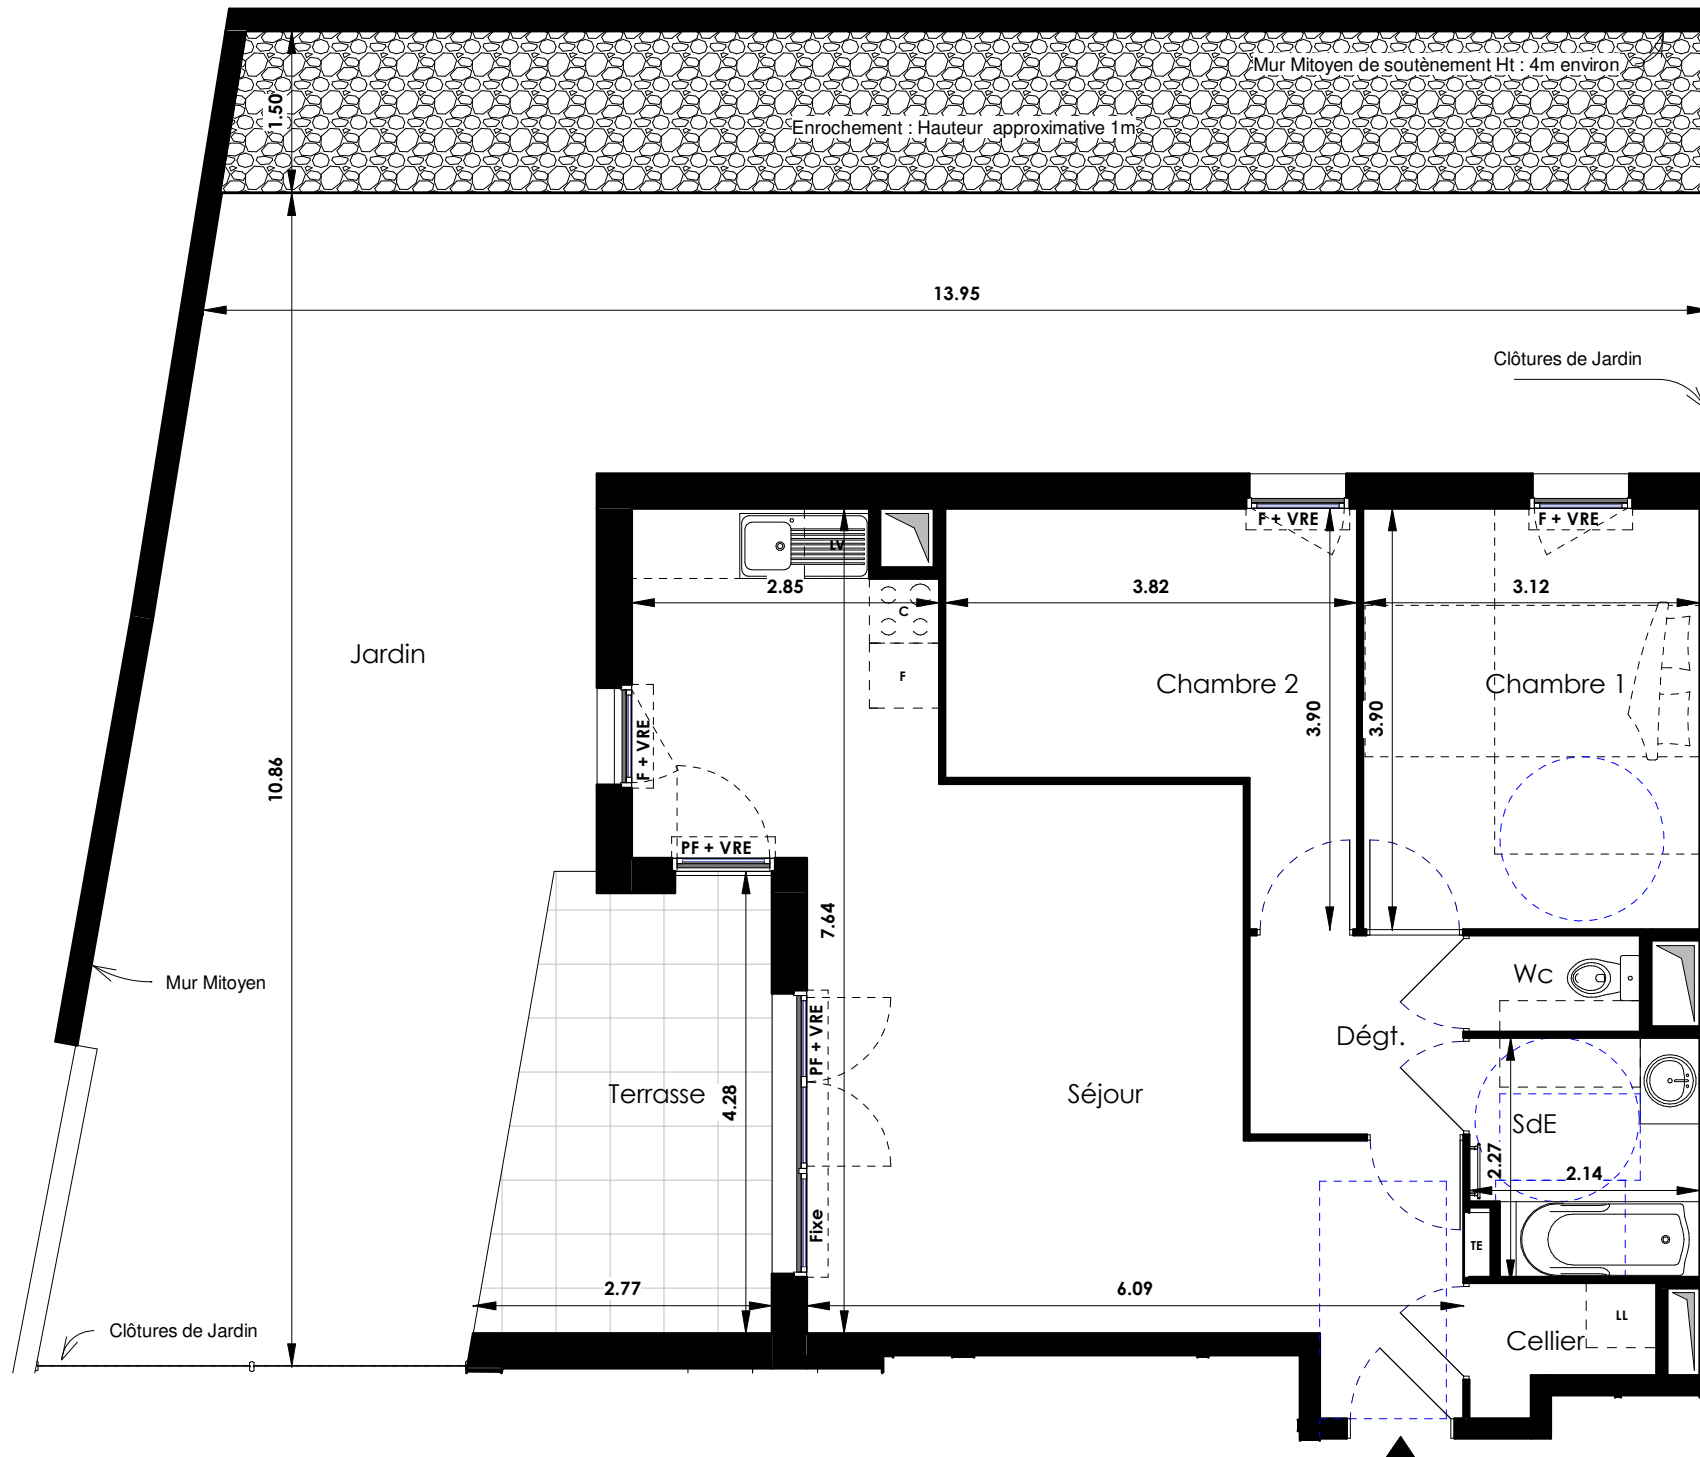 Mur Mitoyen de soutènement Ht : 4m environ
1.50
Enrochement : Hauteur approximative 1m
13.95
Clôtures de Jardin
F + VRE
F + VRE
LV
2.85
3.82
3.12
C
Jardin
F
Chambre 2
Chambre 1
3.90
3.90
F + VRE
10.86
PF + VRE
7.64
Mur Mitoyen
Wc
PF + VRE
Dégt.
Terrasse
4.28
Séjour
SdE
2.27
2.14
Fixe
TE
2.77
6.09
LL
Clôtures de Jardin
Cellier